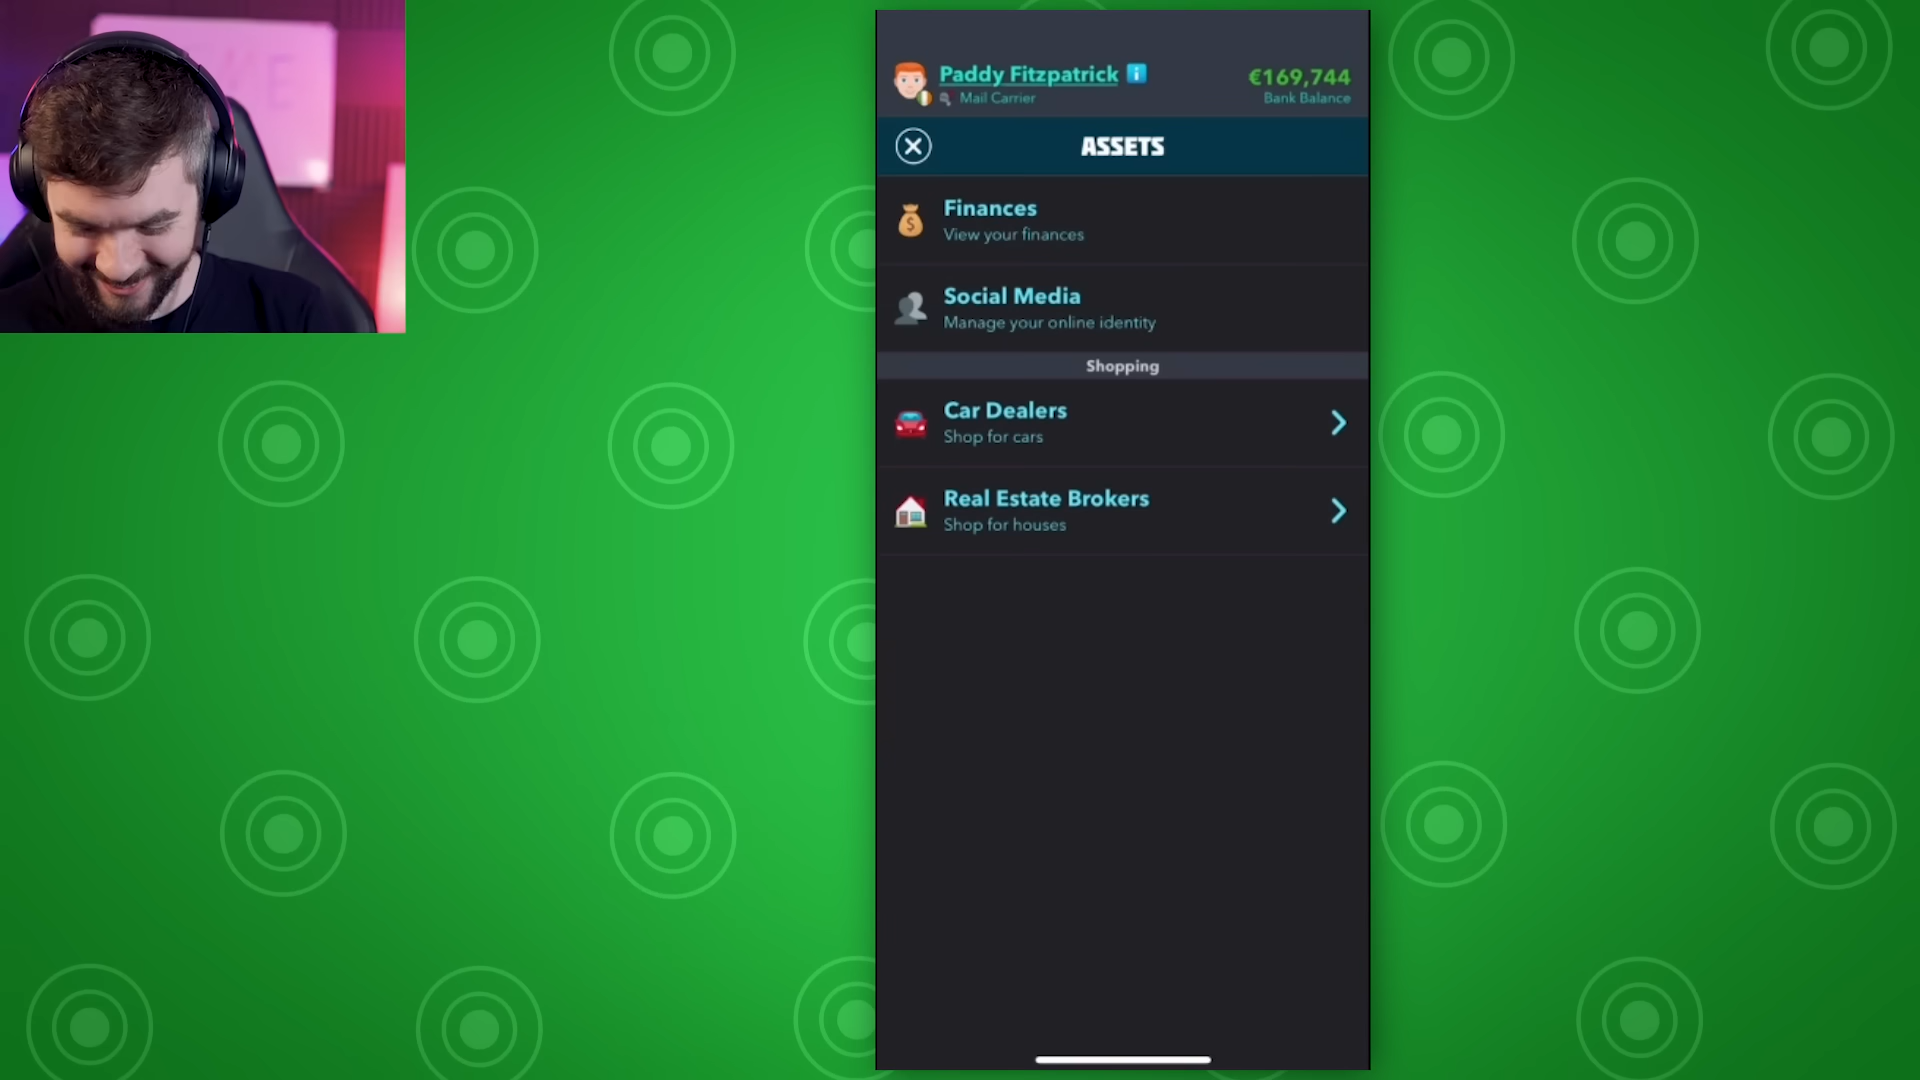 Paddy Fitzpatrick
€169,744
Mail Carrier
Bank Balance
ASSETS
Finances
View your finances
Social Media
Manage your online identity
Shopping
Car Dealers
Shop for cars
Real Estate Brokers
Shop for houses